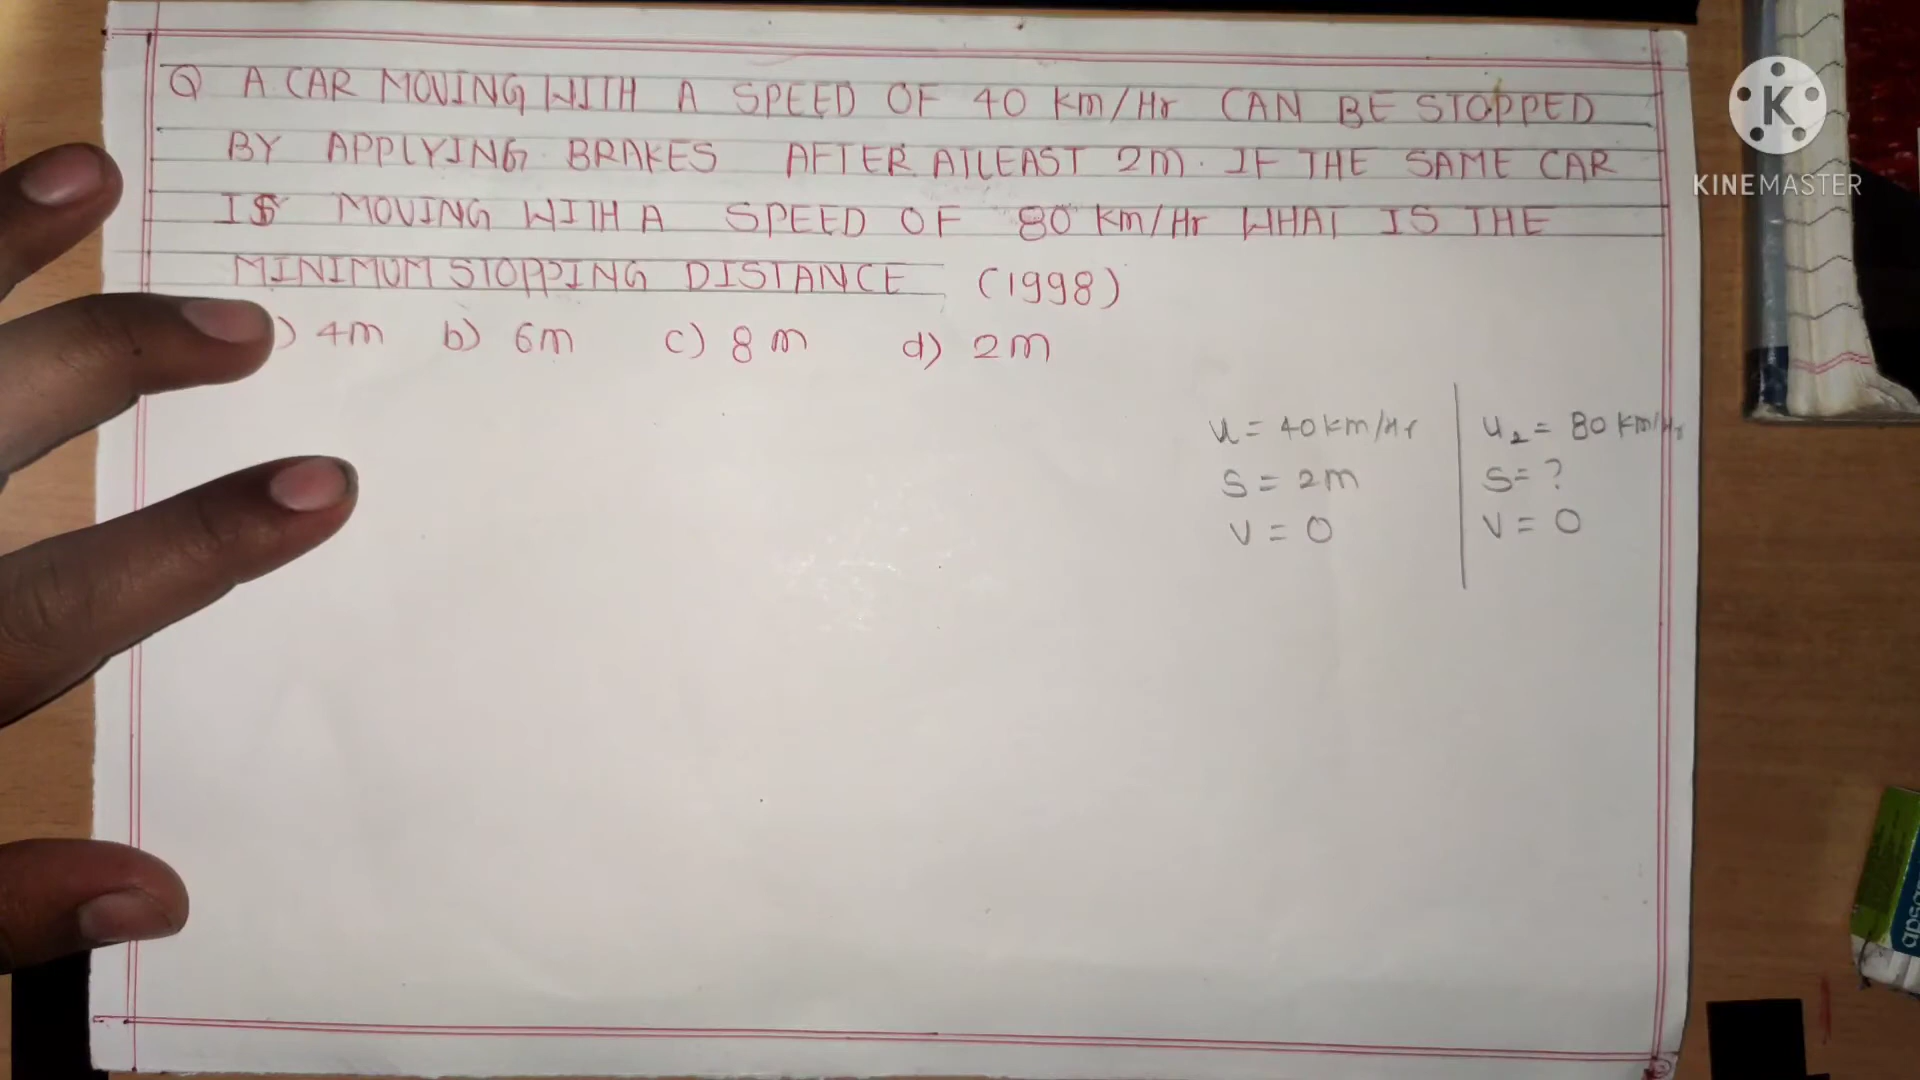 Q A CAR MOVING WITH A SPEED OF 40 Km/Hr CAN BE STOPPED
BY APPLYING BRAKES AFTER ATLEAST 2M. IF THE SAME CAR
IS MOVING WITH A SPEED OF 80 Km/Hr WHAT IS THE
MINIMUM STOPPING DISTANCE (1998)
) 4m b) 6m c) 8 m d) 2m
u = 40 km/Hr u₂ = 80 km/Hr
S = 2m S = ?
V = 0 V = 0
K
KINEMASTER